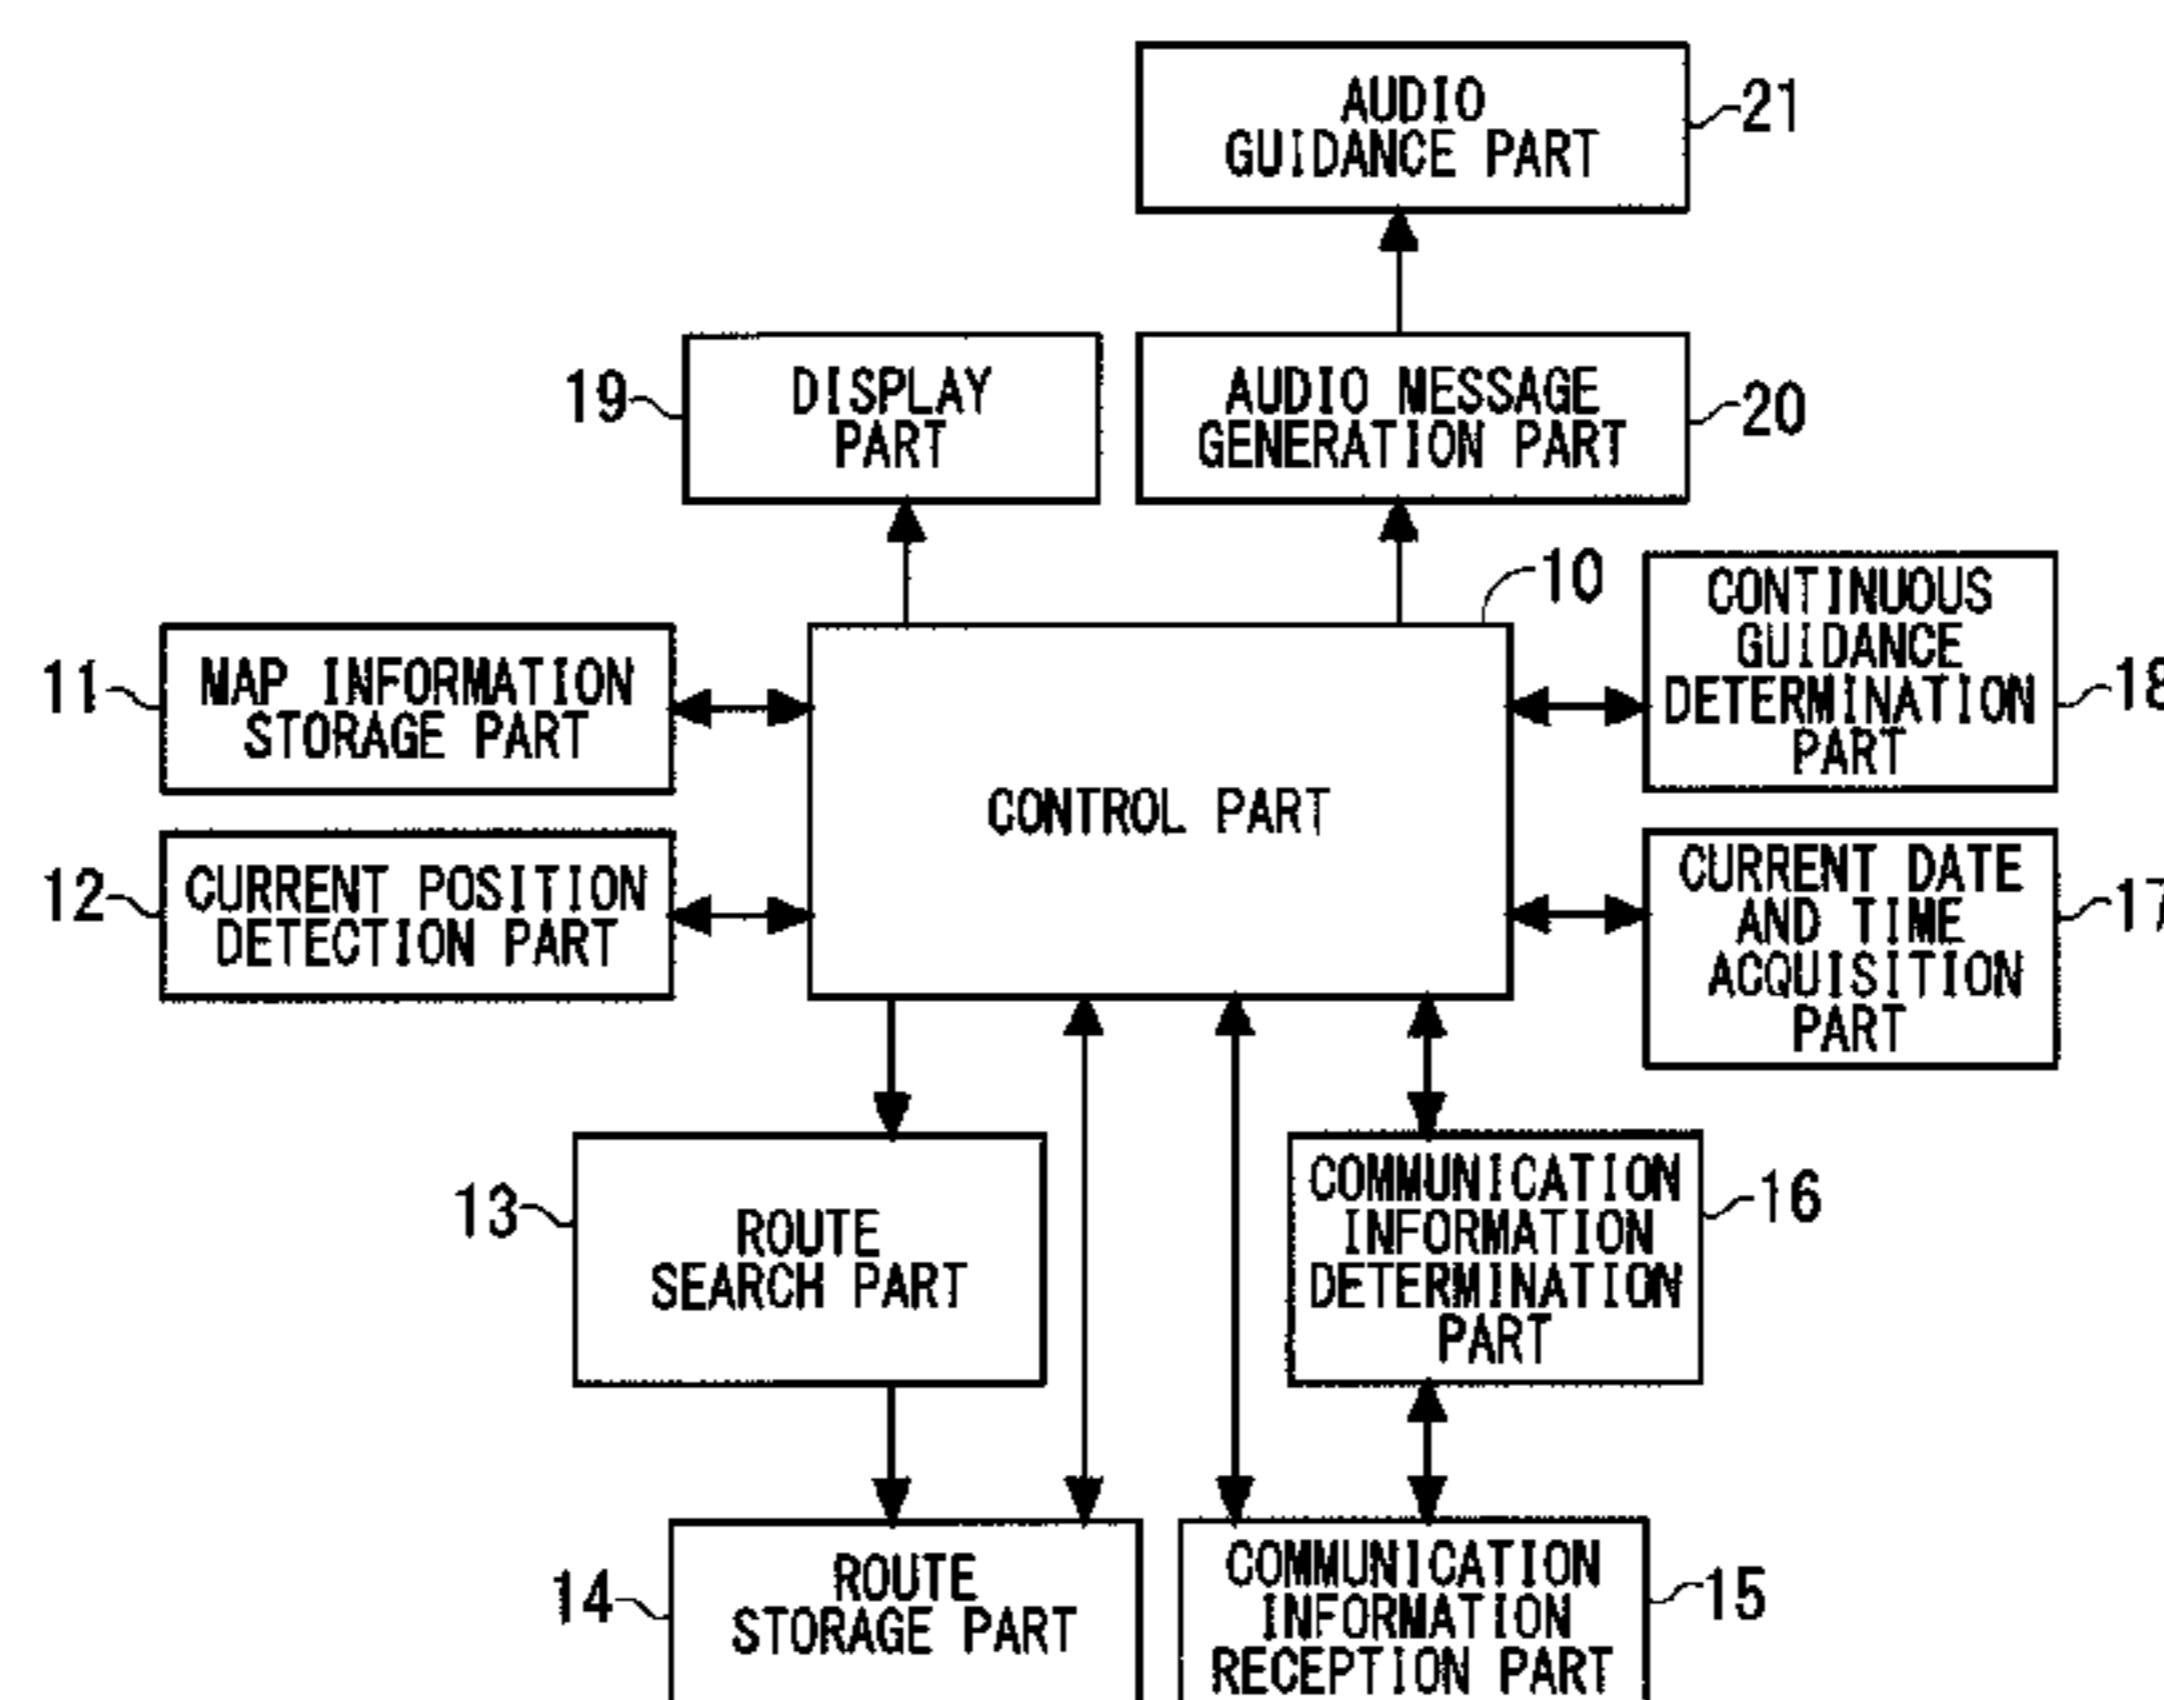 AUDIO
GUIDANCE PART
21
19
DISPLAY
PART
AUDIO MESSAGE
GENERATION PART
20
10
11
MAP INFORMATION
STORAGE PART
CONTROL PART
CONTINUOUS
GUIDANCE
DETERMINATION
PART
18
12
CURRENT POSITION
DETECTION PART
CURRENT DATE
AND TIME
ACQUISITION
PART
17
13
ROUTE
SEARCH PART
COMMUNICATION
INFORMATION
DETERMINATION
PART
16
14
ROUTE
STORAGE PART
COMMUNICATION
INFORMATION
RECEPTION PART
15